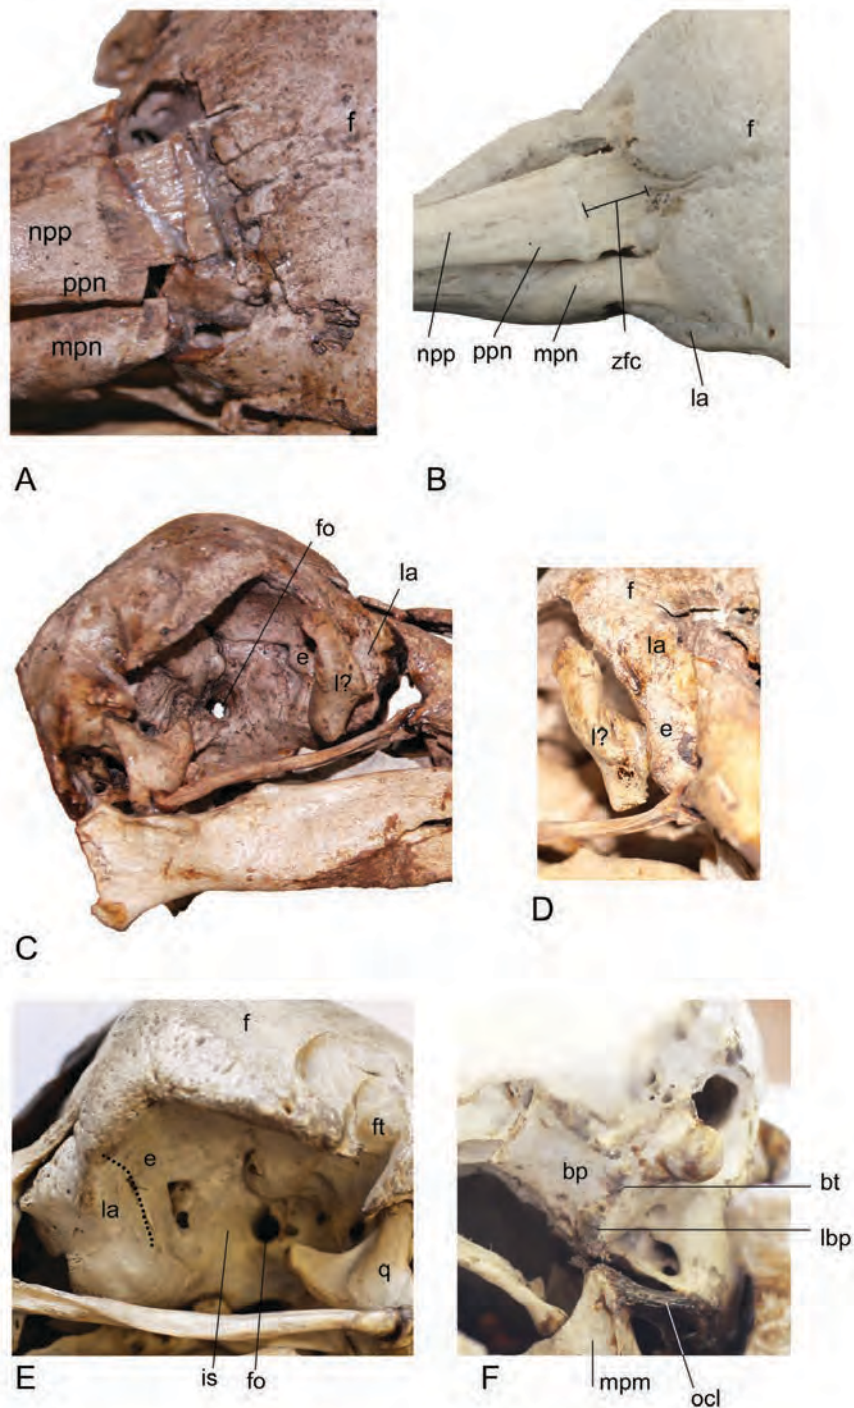 f
npp
ppn
mpn
A
f
npp ppn mpn zfc la
B
fo
la
e
l?
C
f
la
l?
e
D
f
ft
e
la
q
is fo
E
bp
bt
lbp
mpm
ocl
F